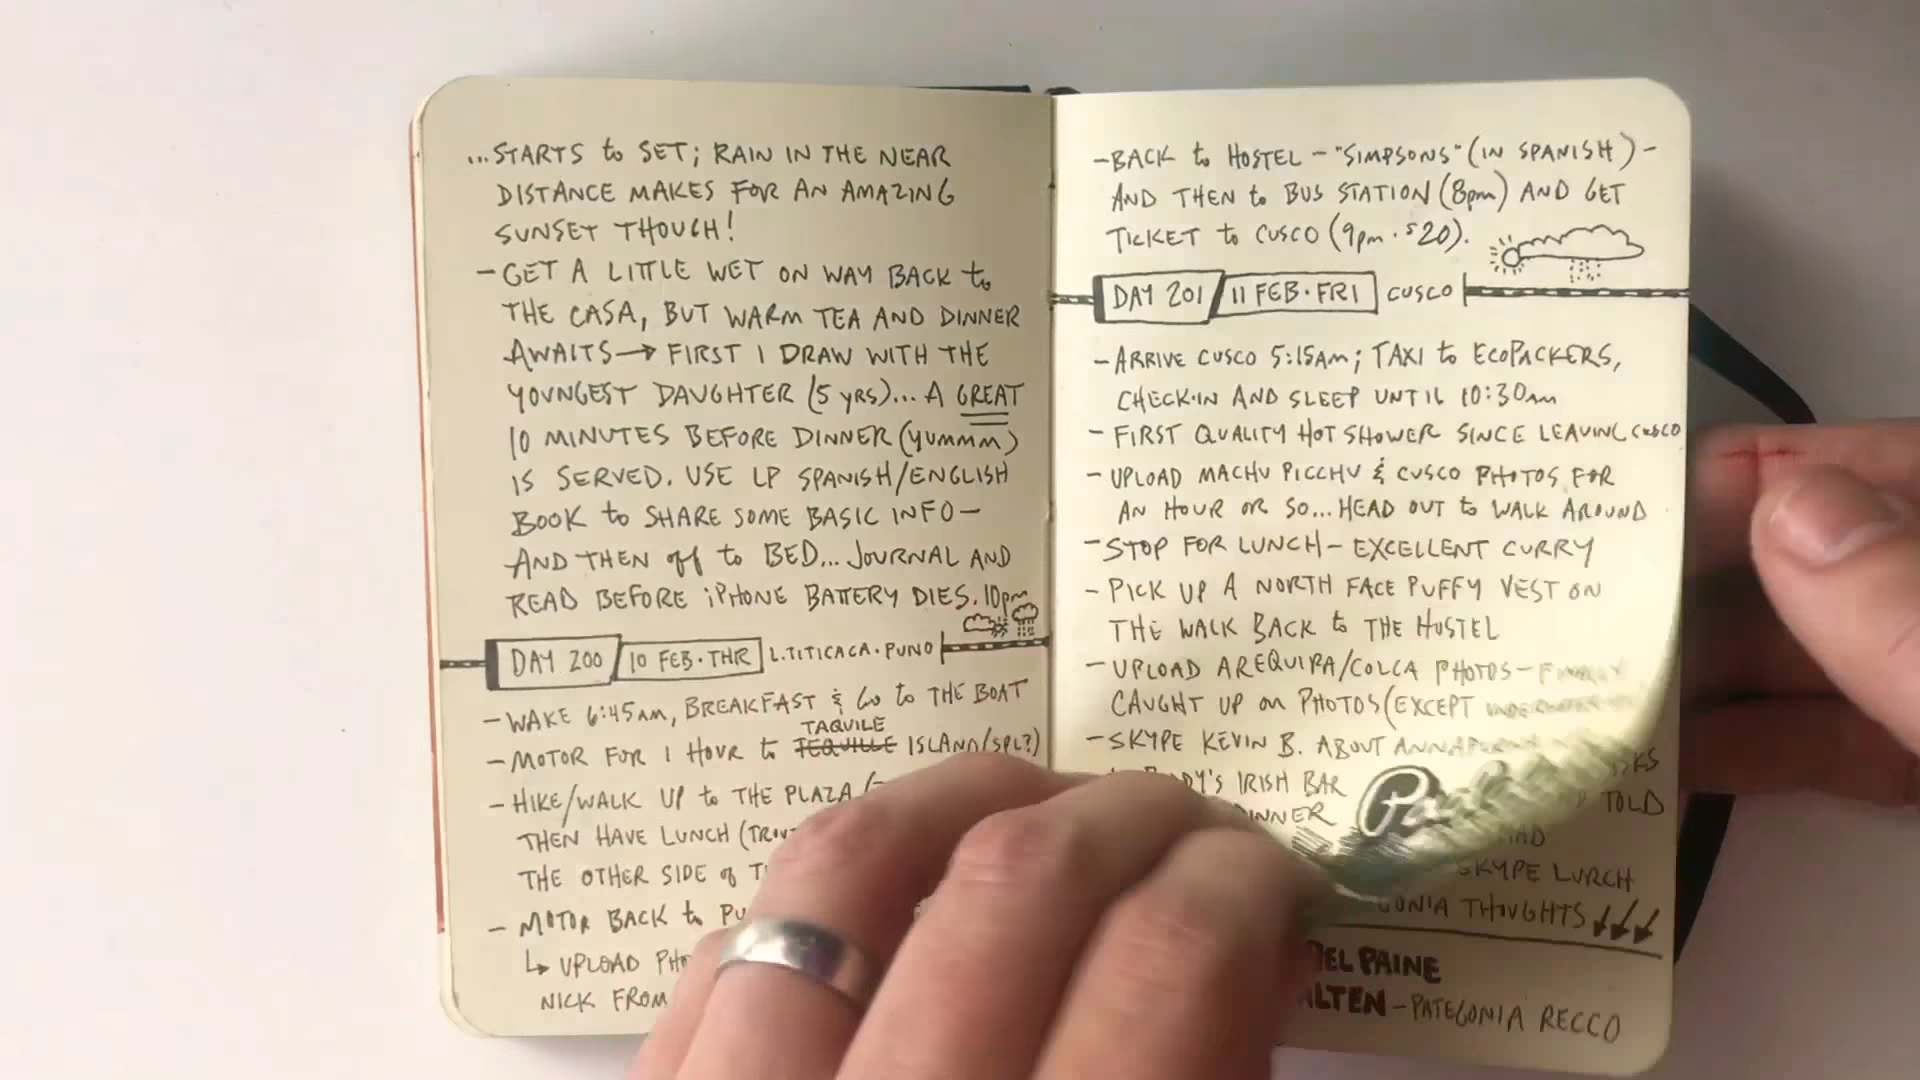 ...STARTS to SET; RAIN IN THE NEAR
DISTANCE MAKES FOR AN AMAZING
SUNSET THOUGH!
- GET A LITTLE WET ON WAY BACK to
THE CASA, BUT WARM TEA AND DINNER
AWAITS → FIRST I DRAW WITH THE
YOUNGEST DAUGHTER (5 YRS)... A GREAT
10 MINUTES BEFORE DINNER (YUMMM)
IS SERVED. USE LP SPANISH/ENGLISH
BOOK to SHARE SOME BASIC INFO -
AND THEN off to BED... JOURNAL AND
READ BEFORE iPHONE BATTERY DIES. 10pm
DAY 200 10 FEB·THR L.TITICACA·PUNO
- WAKE 6:45AM, BREAKFAST & GO to THE BOAT
TAQUILE
- MOTOR FOR 1 HOUR to TEQUILLE ISLAND (SPL?)
- HIKE/WALK UP to THE PLAZA
THEN HAVE LUNCH
THE OTHER SIDE of
- MOTOR BACK to
↳ UPLOAD
NICK FROM
- BACK to HOSTEL - "SIMPSONS" (IN SPANISH) -
AND THEN to BUS STATION (8pm) AND GET
TICKET to CUSCO (9pm · $20).
DAY 201 11 FEB·FRI CUSCO
- ARRIVE CUSCO 5:15AM; TAXI to ECOPACKERS,
CHECK·IN AND SLEEP UNTIL 10:30AM
- FIRST QUALITY HOT SHOWER SINCE LEAVING CUSCO
- UPLOAD MACHU PICCHU & CUSCO PHOTOS FOR
AN HOUR OR SO... HEAD OUT to WALK AROUND
- STOP FOR LUNCH - EXCELLENT CURRY
- PICK UP A NORTH FACE PUFFY VEST ON
THE WALK BACK to THE HOSTEL
- UPLOAD AREQUIPA/COLCA PHOTOS - FINALLY
CAUGHT UP on PHOTOS (EXCEPT
- SKYPE KEVIN B. ABOUT
IRISH BAR
DINNER TOLD
SKYPE LURCH
THOUGHTS ↓↓↓
PAINE
- PATEGONIA RECCO